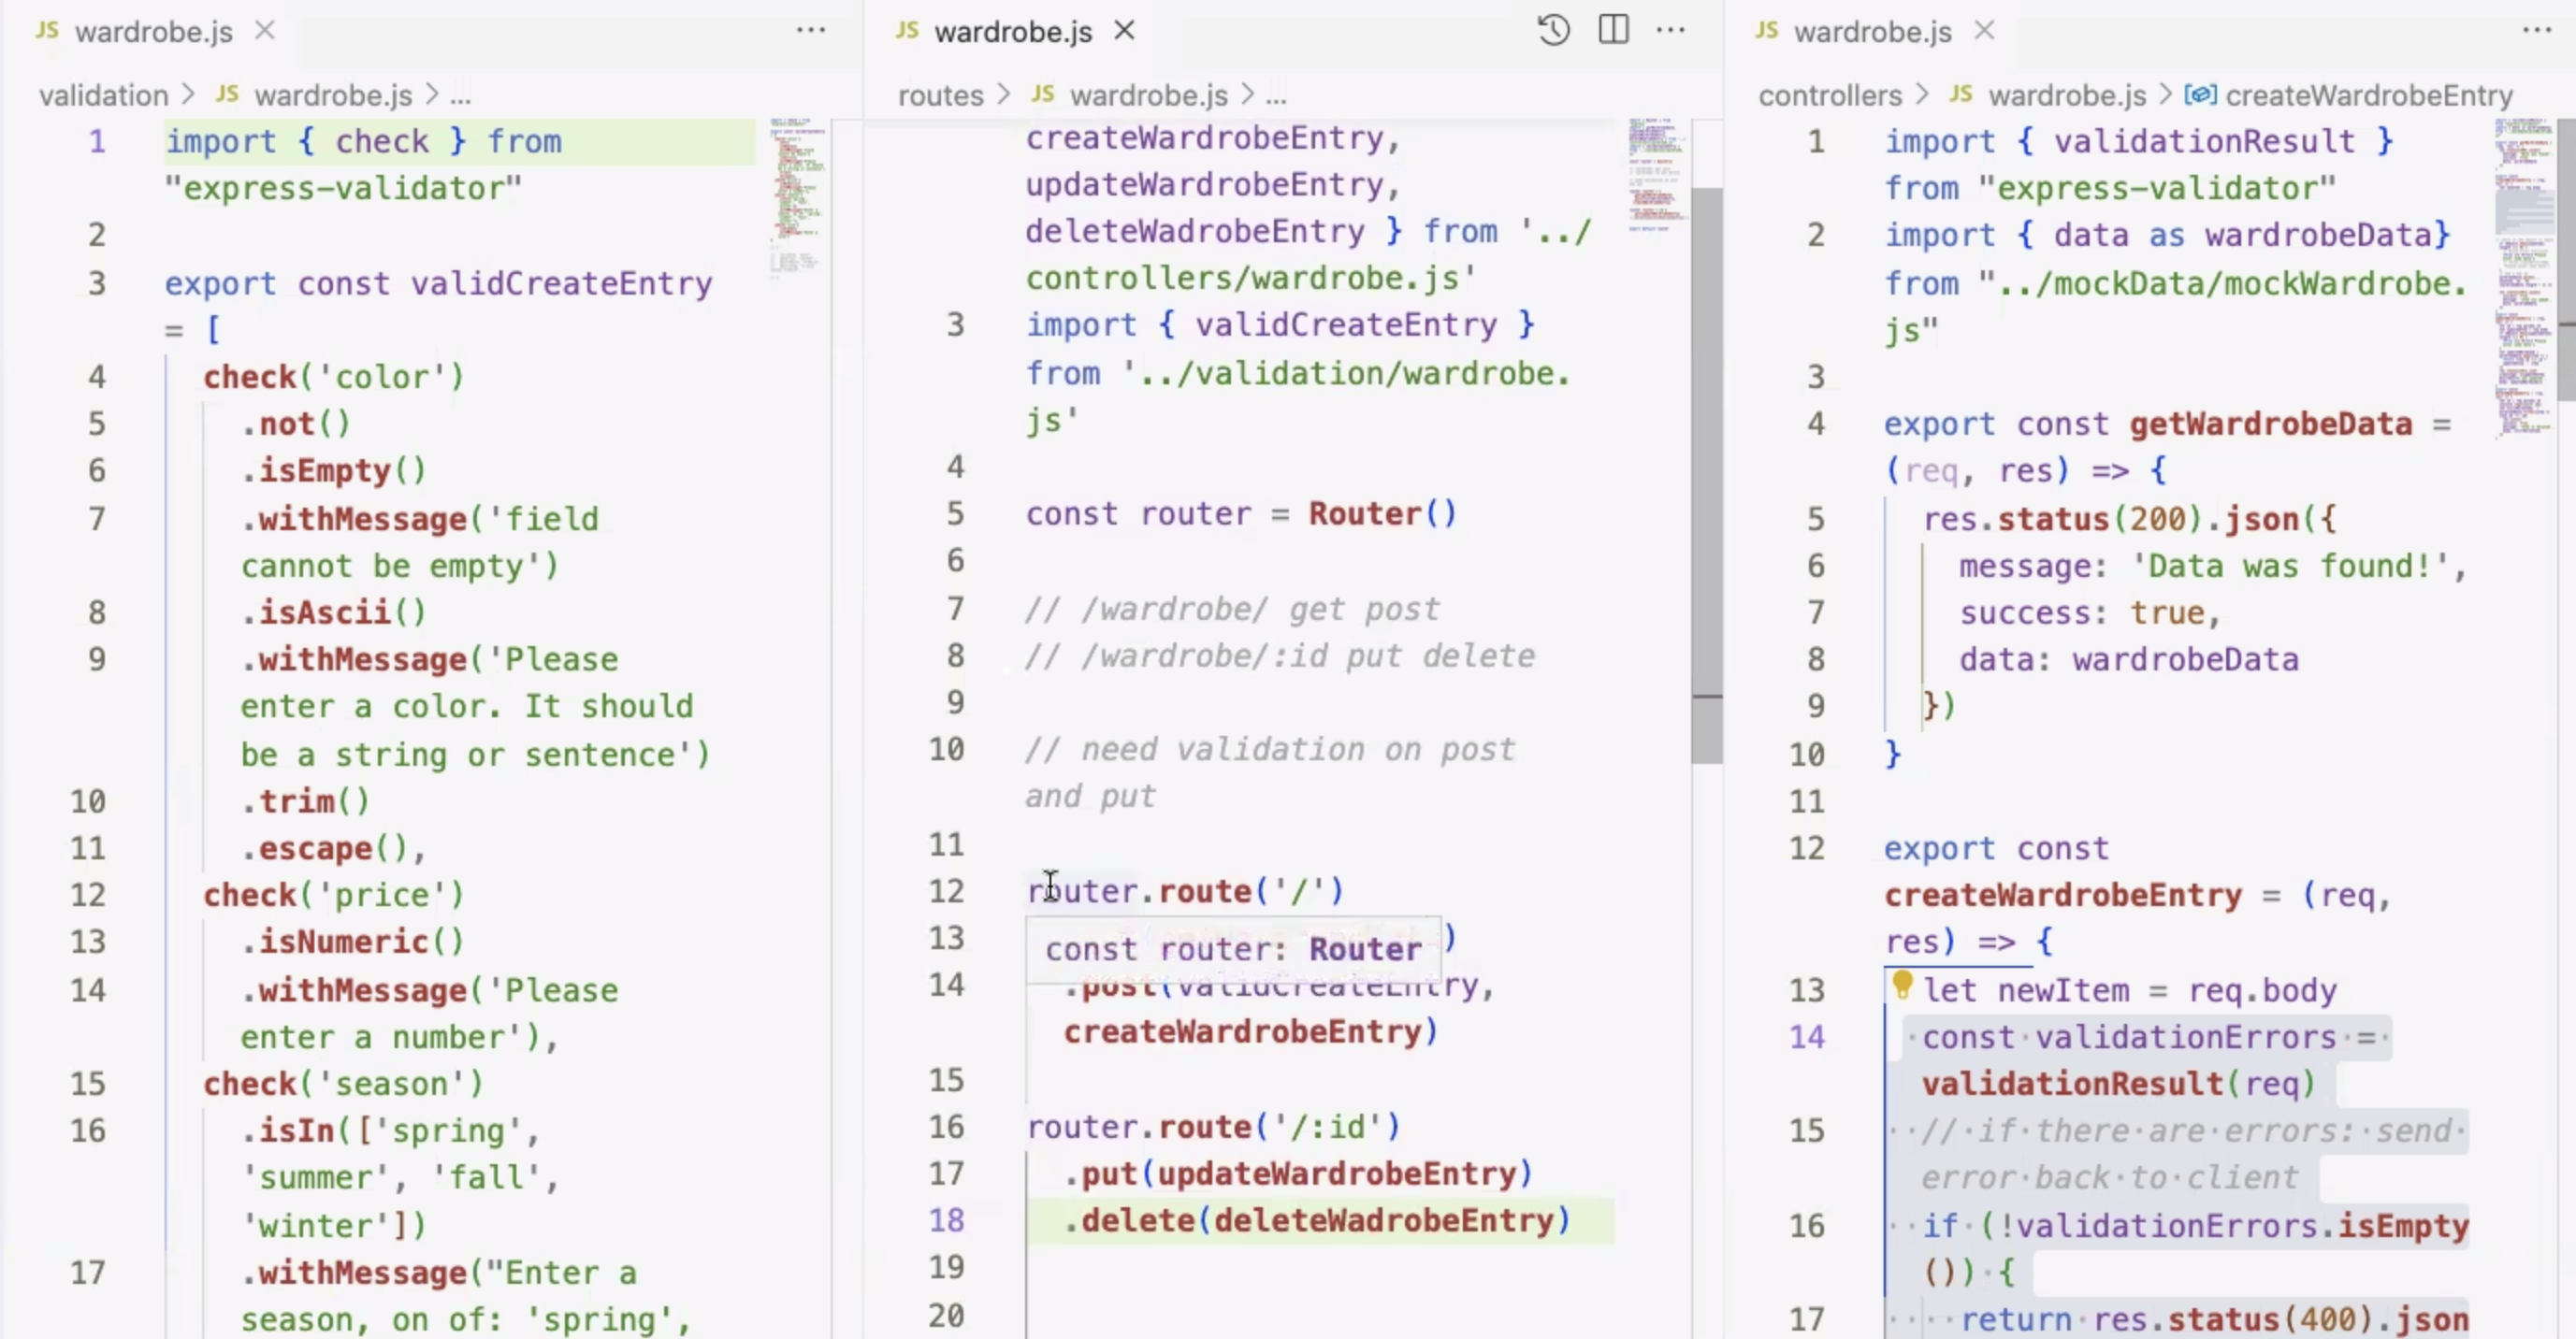 JS wardrobe.js
validation > JS wardrobe.js > ...
1 import { check } from
"express-validator"
2
3 export const validCreateEntry
= [
4 check('color')
5 .not()
6 .isEmpty()
7 .withMessage('field
cannot be empty')
8 .isAscii()
9 .withMessage('Please
enter a color. It should
be a string or sentence')
10 .trim()
11 .escape(),
12 check('price')
13 .isNumeric()
14 .withMessage('Please
enter a number'),
15 check('season')
16 .isIn(['spring',
'summer', 'fall',
'winter'])
17 .withMessage("Enter a
season, on of: 'spring',
JS wardrobe.js
routes > JS wardrobe.js > ...
createWardrobeEntry,
updateWardrobeEntry,
deleteWadrobeEntry } from '../
controllers/wardrobe.js'
3 import { validCreateEntry }
from '../validation/wardrobe.
js'
4
5 const router = Router()
6
7 // /wardrobe/ get post
8 // /wardrobe/:id put delete
9
10 // need validation on post
and put
11
12 router.route('/')
13 )
const router: Router
14 .post(validCreateEntry,
createWardrobeEntry)
15
16 router.route('/:id')
17 .put(updateWardrobeEntry)
18 .delete(deleteWadrobeEntry)
19
20
JS wardrobe.js
controllers > JS wardrobe.js > createWardrobeEntry
1 import { validationResult }
from "express-validator"
2 import { data as wardrobeData}
from "../mockData/mockWardrobe.
js"
3
4 export const getWardrobeData =
(req, res) => {
5 res.status(200).json({
6 message: 'Data was found!',
7 success: true,
8 data: wardrobeData
9 })
10 }
11
12 export const
createWardrobeEntry = (req,
res) => {
13 let newItem = req.body
14 const validationErrors =
validationResult(req)
15 // if there are errors: send
error back to client
16 if (!validationErrors.isEmpty
()) {
17 return res.status(400).json